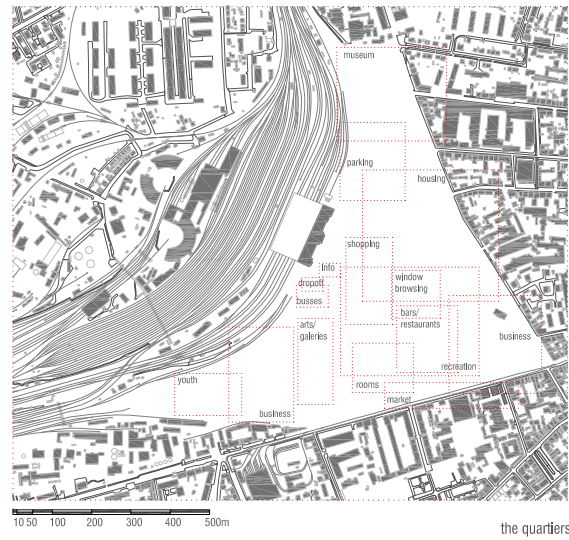 museum
parking
housing
shopping
info
window
browsing
dropott
busses
bars/
restaurants
arts/
galeries
business
recreation
youth
rooms
market
business
10 50 100 200 300 400 500m
the quartiers